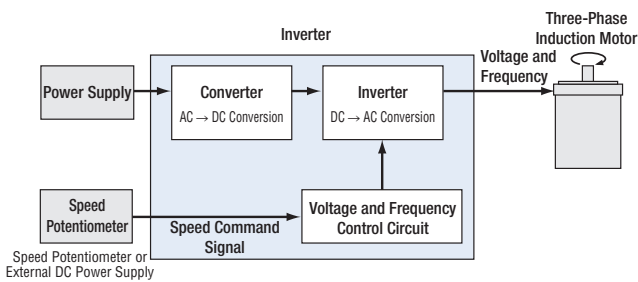 Three-Phase
Induction Motor
Inverter
Voltage and
Frequency
Power Supply
Converter
AC → DC Conversion
Inverter
DC → AC Conversion
Speed
Potentiometer
Speed Command
Signal
Voltage and Frequency
Control Circuit
Speed Potentiometer or
External DC Power Supply